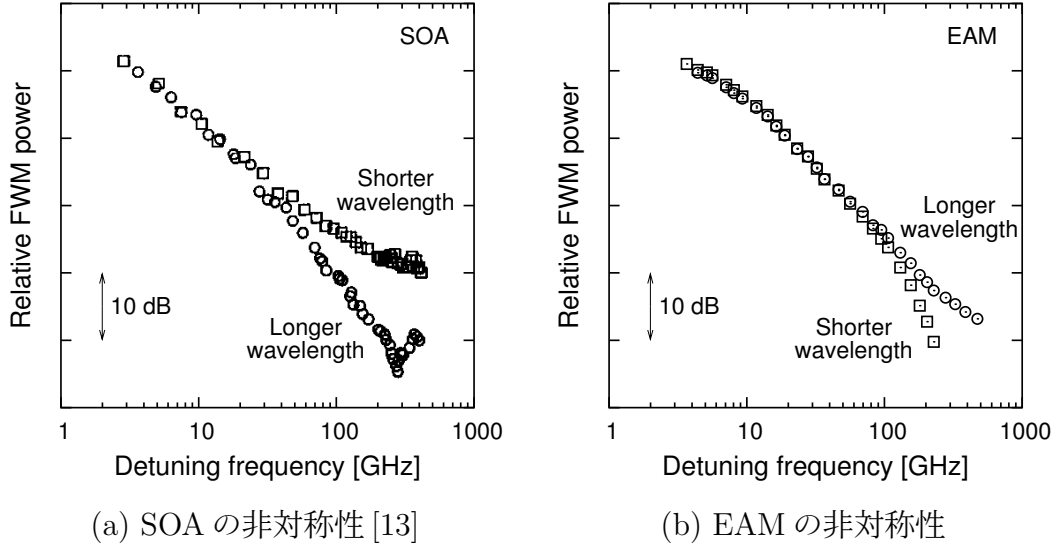 SOA
Relative FWM power
Shorter
wavelength
10 dB
Longer
wavelength
1
10
100
1000
Detuning frequency [GHz]
(a) SOA の非対称性 [13]
EAM
Relative FWM power
Longer
wavelength
10 dB
Shorter
wavelength
1
10
100
1000
Detuning frequency [GHz]
(b) EAM の非対称性